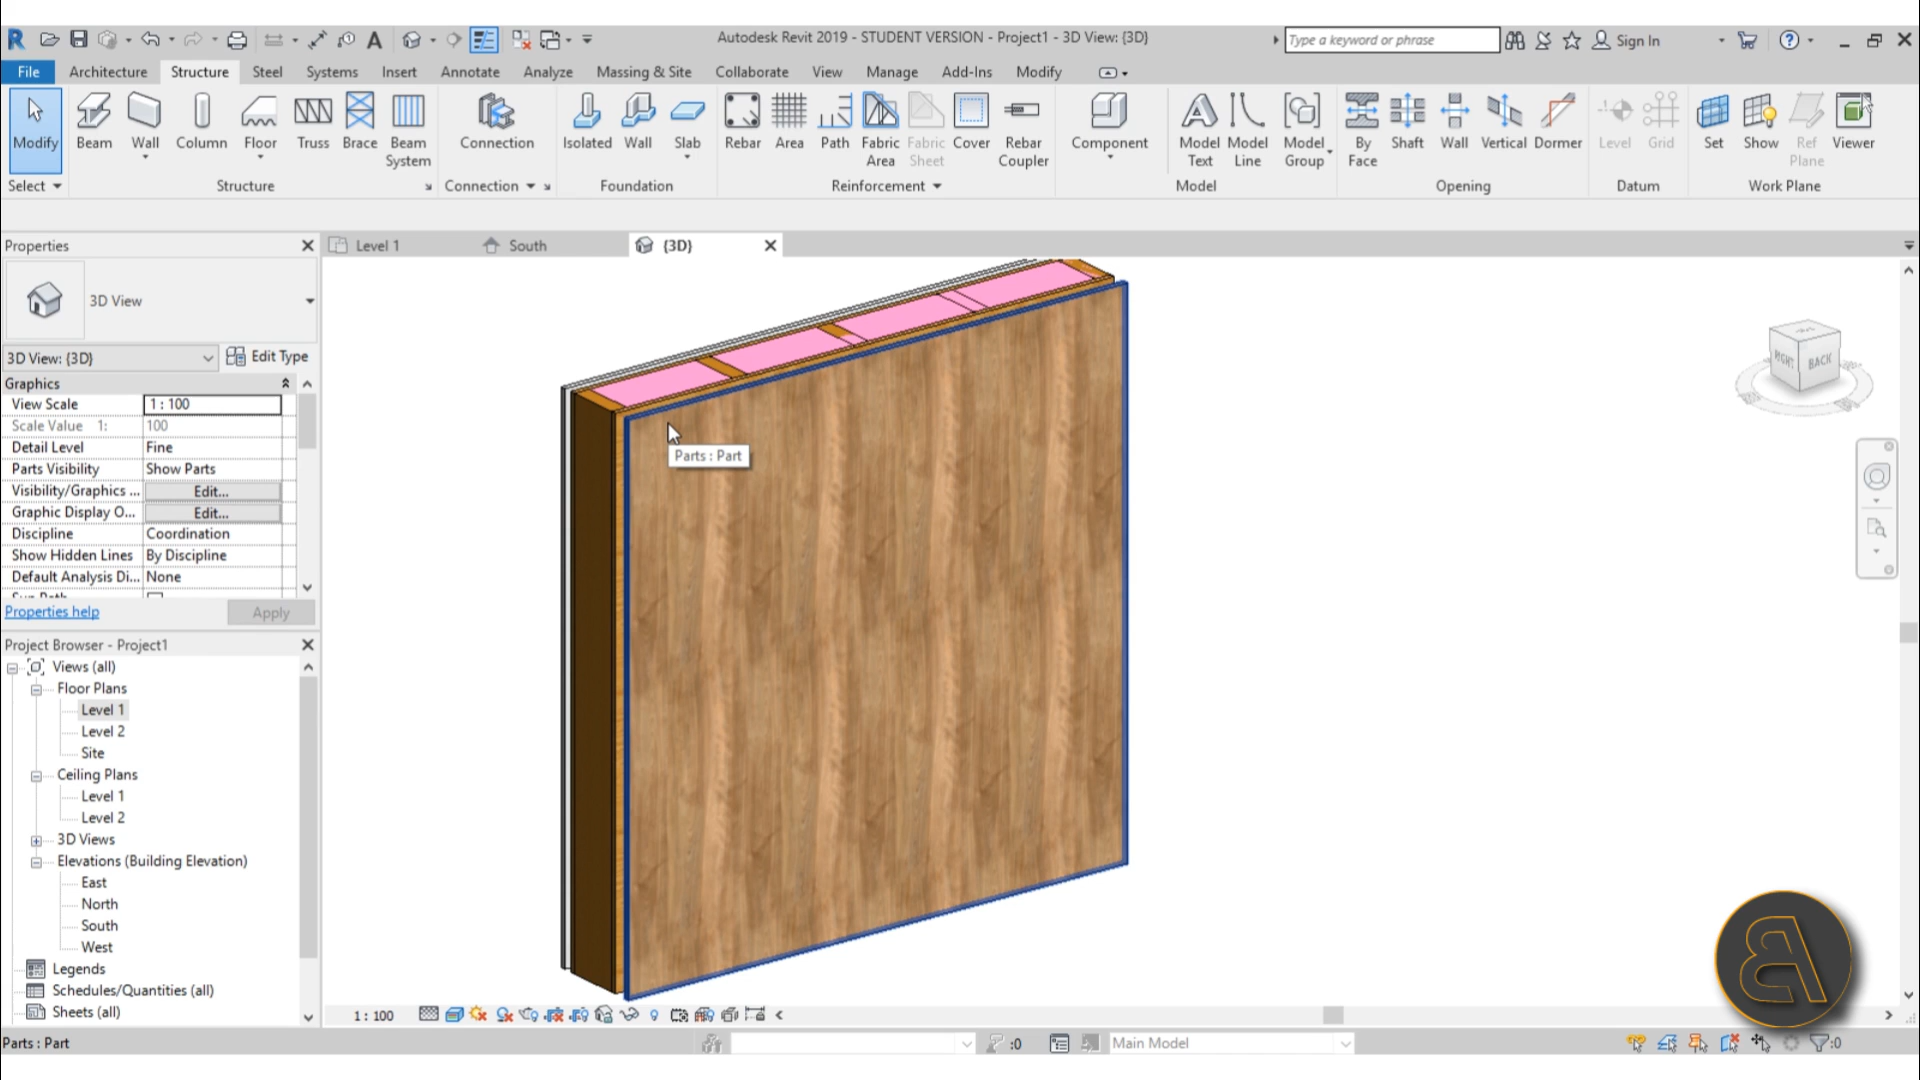 Autodesk Revit 2019 - STUDENT VERSION - Project1 - 3D View: {3D}
Type a keyword or phrase
Sign In
File Architecture Structure Steel Systems Insert Annotate Analyze Massing & Site Collaborate View Manage Add-Ins Modify
Modify Beam Wall Column Floor Truss Brace Beam System Connection Isolated Wall Slab Rebar Area Path Fabric Area Fabric Sheet Cover Rebar Coupler Component Model Text Model Line Model Group By Face Shaft Wall Vertical Dormer Level Grid Set Show Ref Plane Viewer
Select Structure Connection Foundation Reinforcement Model Opening Datum Work Plane
Properties
Level 1 South {3D}
3D View
3D View: {3D} Edit Type
Graphics
View Scale 1 : 100
Scale Value 1: 100
Detail Level Fine
Parts Visibility Show Parts
Visibility/Graphics ... Edit...
Graphic Display O... Edit...
Discipline Coordination
Show Hidden Lines By Discipline
Default Analysis Di... None
Properties help Apply
Project Browser - Project1
Views (all)
Floor Plans
Level 1
Level 2
Site
Ceiling Plans
Level 1
Level 2
3D Views
Elevations (Building Elevation)
East
North
South
West
Legends
Schedules/Quantities (all)
Sheets (all)
Parts : Part
RIGHT BACK
1 : 100
Parts : Part
:0
Main Model
:0